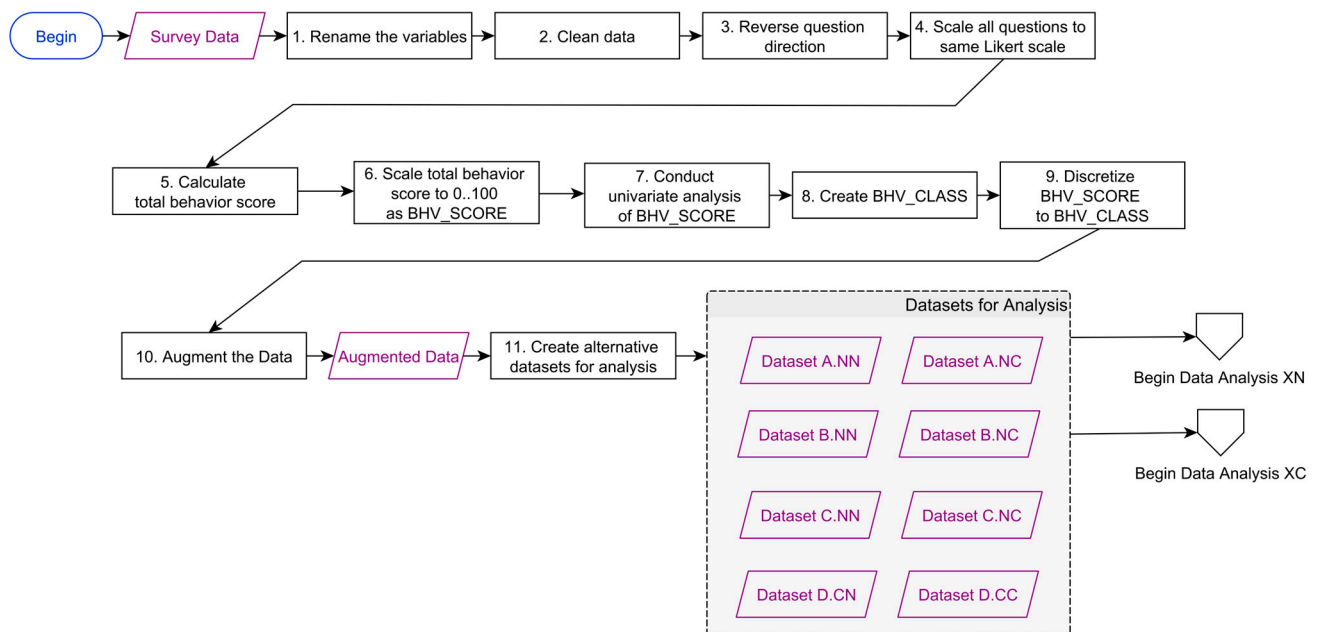 Begin
Survey Data
1. Rename the variables
2. Clean data
3. Reverse question
direction
4. Scale all questions to
same Likert scale
5. Calculate
total behavior score
6. Scale total behavior
score to 0..100
as BHV_SCORE
7. Conduct
univariate analysis
of BHV_SCORE
8. Create BHV_CLASS
9. Discretize
BHV_SCORE
to BHV_CLASS
10. Augment the Data
Augmented Data
11. Create alternative
datasets for analysis
Datasets for Analysis
Dataset A.NN
Dataset A.NC
Dataset B.NN
Dataset B.NC
Dataset C.NN
Dataset C.NC
Dataset D.CN
Dataset D.CC
Begin Data Analysis XN
Begin Data Analysis XC